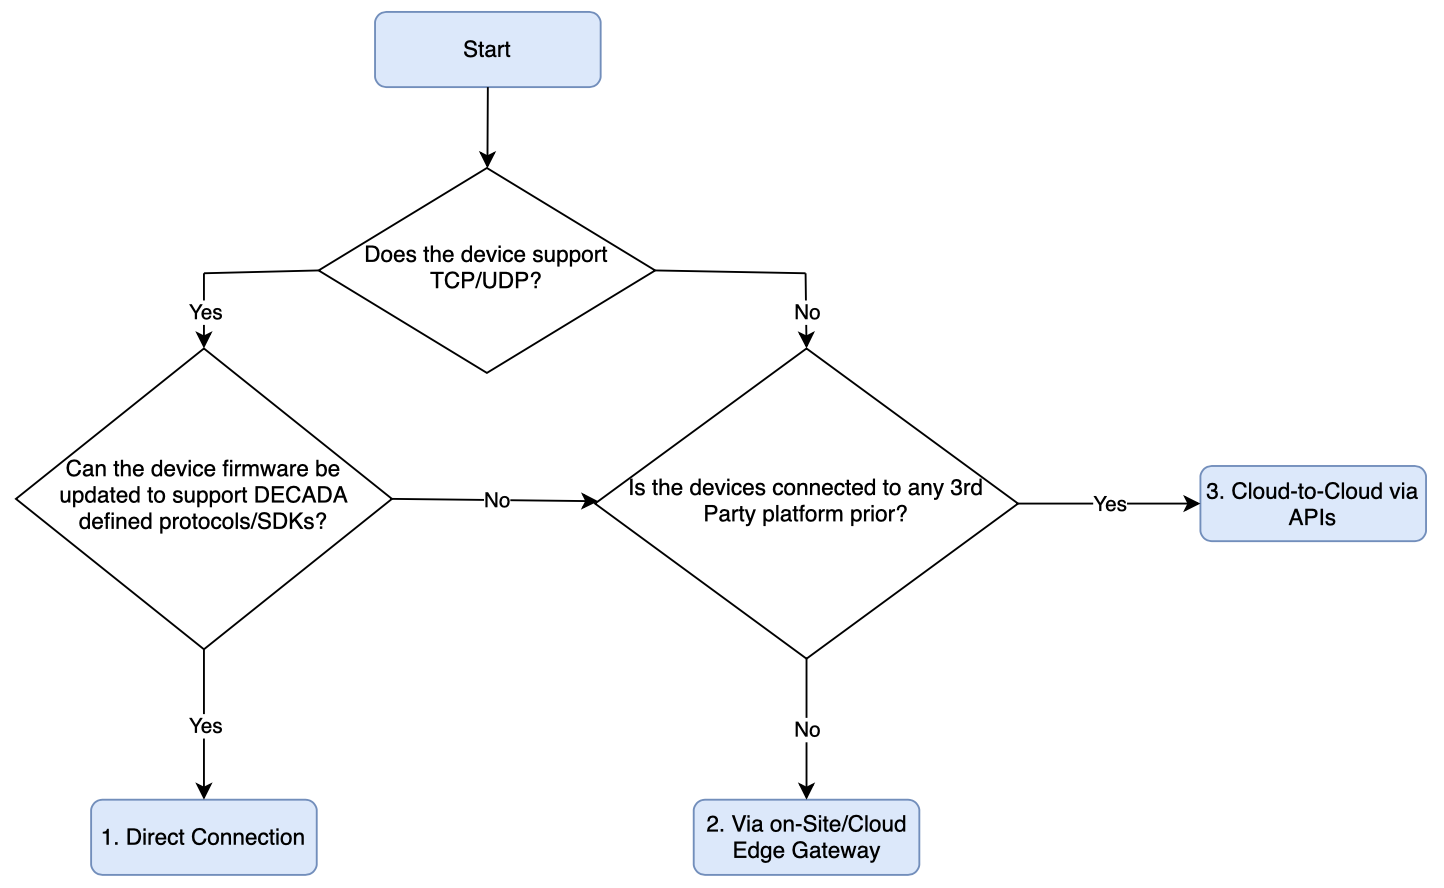 Start
Does the device support
TCP/UDP?
Yes
No
Can the device firmware be
updated to support DECADA
defined protocols/SDKs?
No
Is the devices connected to any 3rd
Party platform prior?
Yes
3. Cloud-to-Cloud via
APIs
Yes
No
1. Direct Connection
2. Via on-Site/Cloud
Edge Gateway